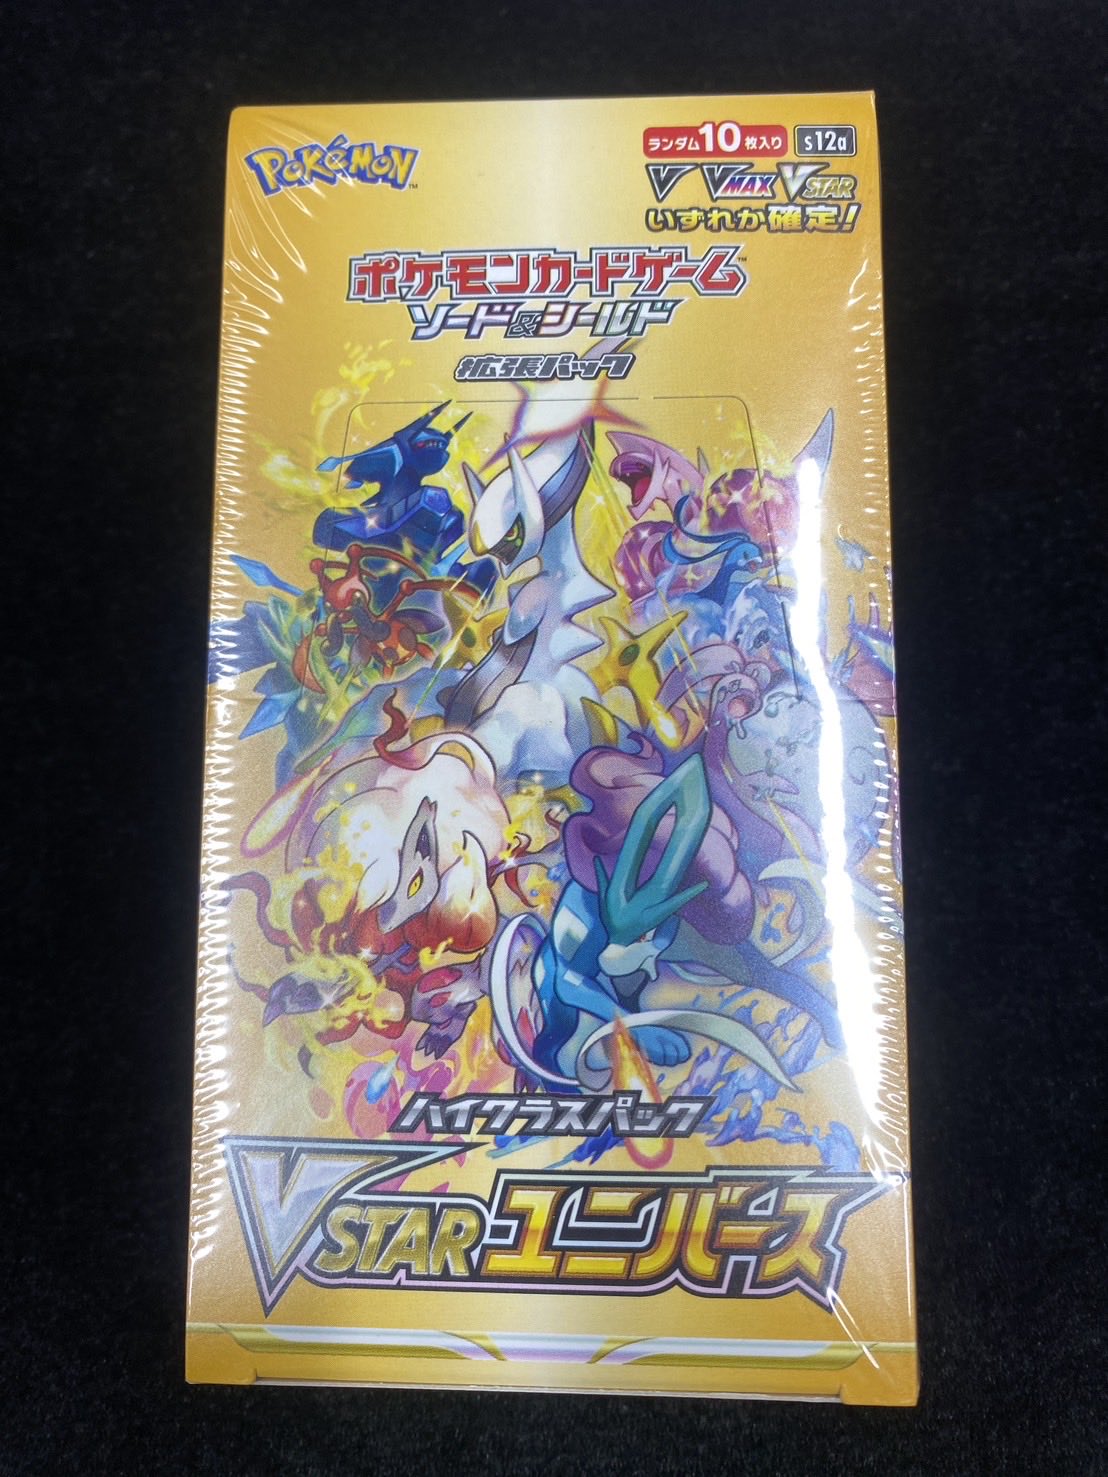 POKÉMON™
ランダム10枚入り s12a
V VMAX VSTAR
いずれか確定!
ポケモンカードゲーム™
ソード&シールド
拡張パック
ハイクラスパック
VSTARユニバース